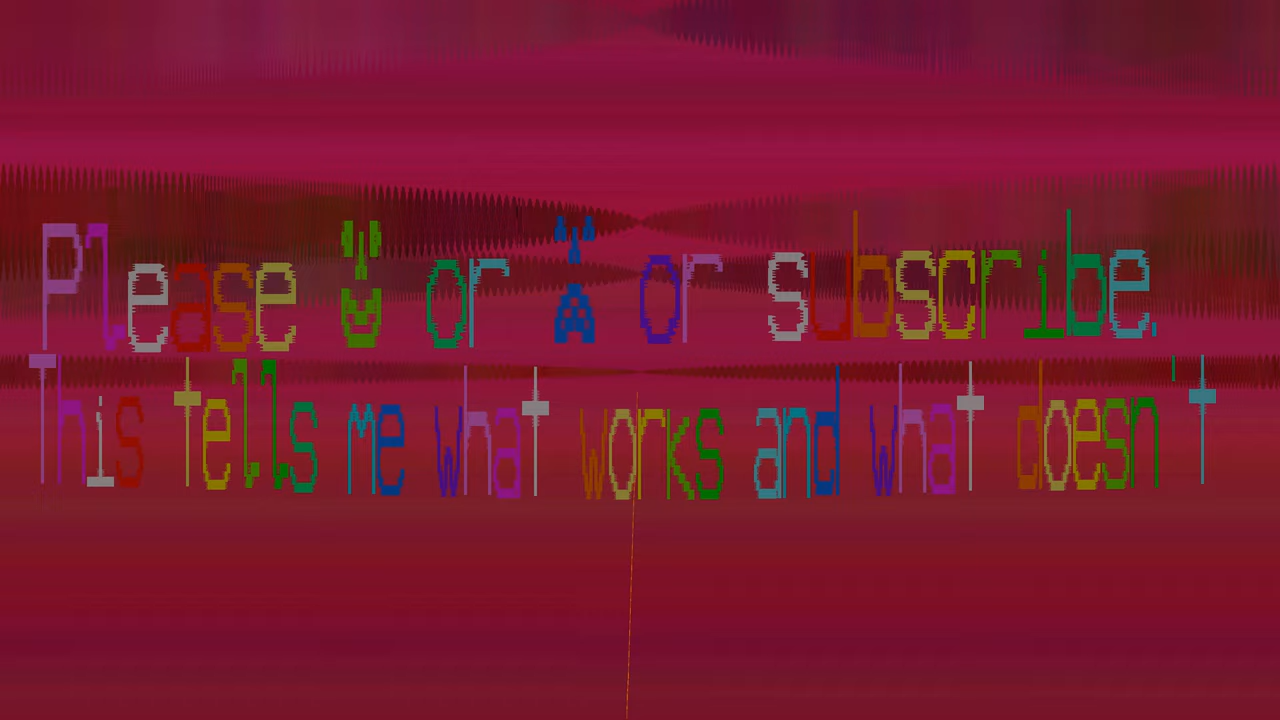 Please or or subscribe.
This tells me what works and what doesn't